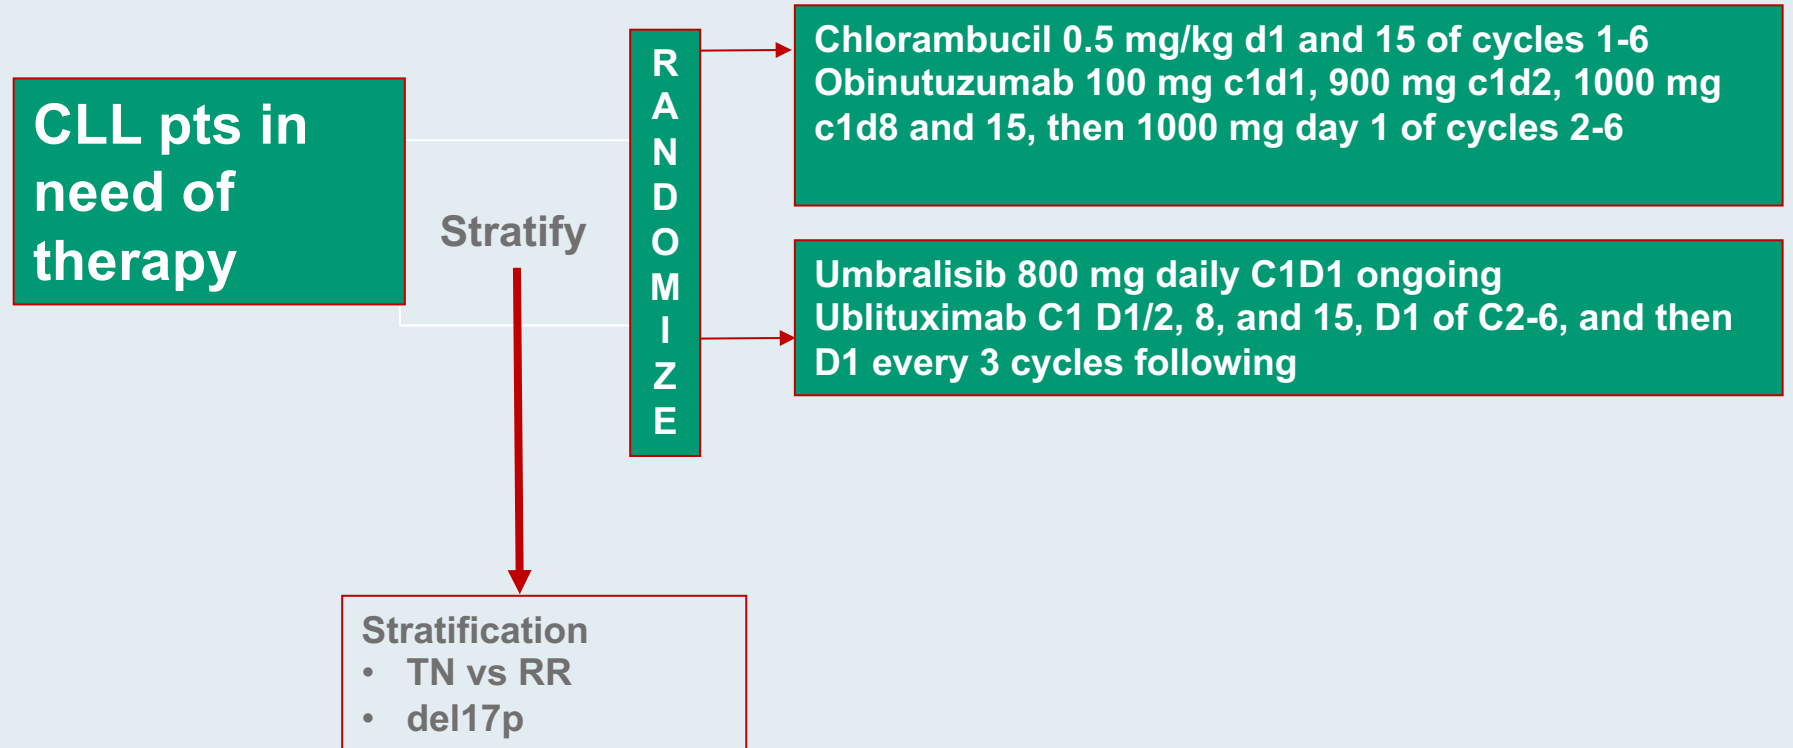 CLL pts in
need of
therapy
Stratify
R
A
N
D
O
M
I
Z
E
Chlorambucil 0.5 mg/kg d1 and 15 of cycles 1-6
Obinutuzumab 100 mg c1d1, 900 mg c1d2, 1000 mg
c1d8 and 15, then 1000 mg day 1 of cycles 2-6
Umbralisib 800 mg daily C1D1 ongoing
Ublituximab C1 D1/2, 8, and 15, D1 of C2-6, and then
D1 every 3 cycles following
Stratification
• TN vs RR
• del17p